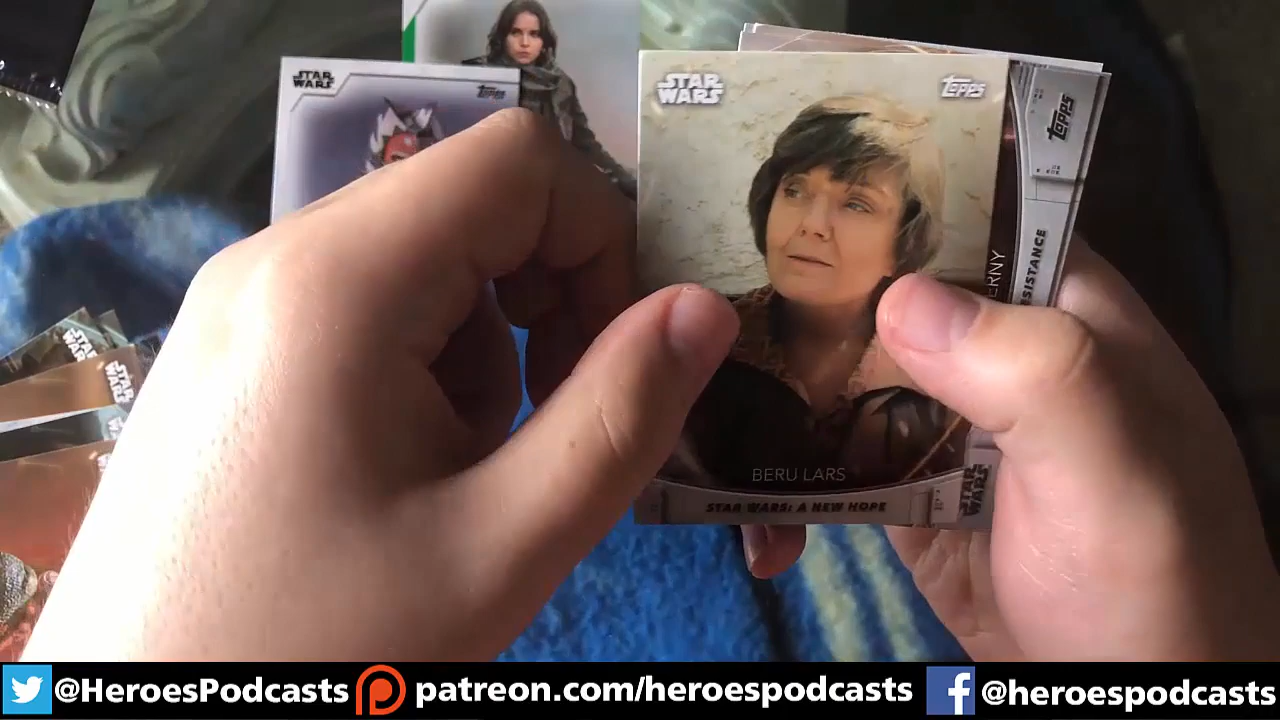 STAR WARS
topps
STAR WARS
topps
topps
ERNY
SISTANCE
BERU LARS
STAR WARS: A NEW HOPE
STAR WARS
STAR WARS
STAR WARS
@HeroesPodcasts patreon.com/heroespodcasts @heroespodcasts